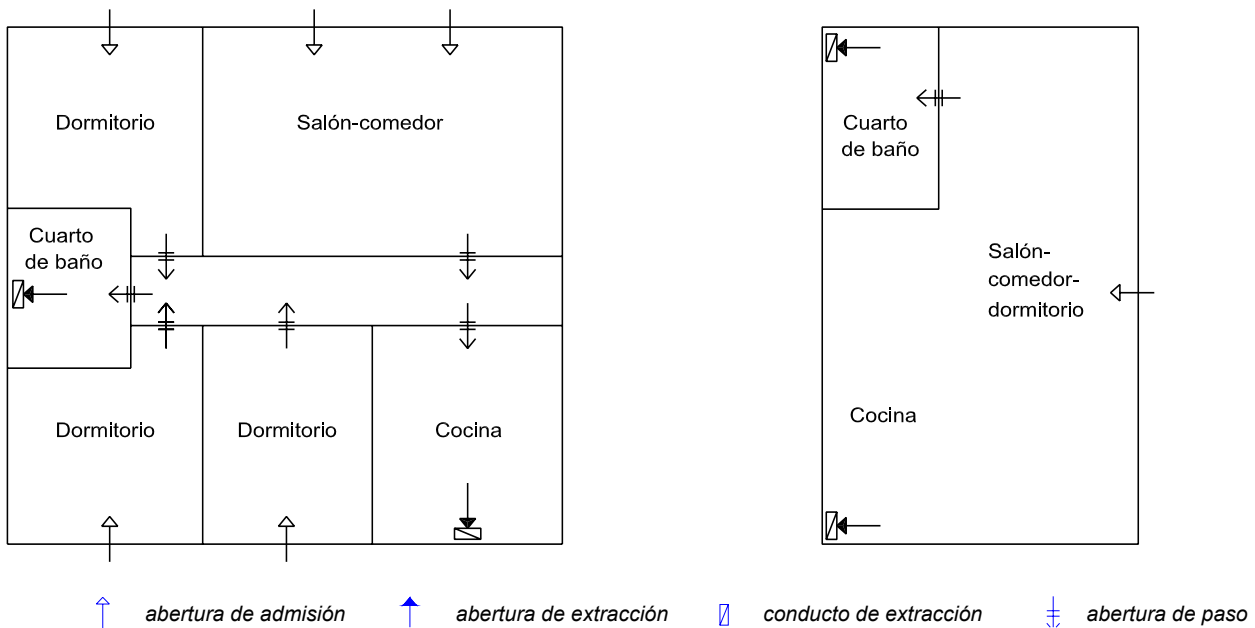 Dormitorio
Salón-comedor
Cuarto
de baño
Dormitorio
Dormitorio
Cocina
Cuarto
de baño
Salón-
comedor-
dormitorio
Cocina
abertura de admisión
abertura de extracción
conducto de extracción
abertura de paso